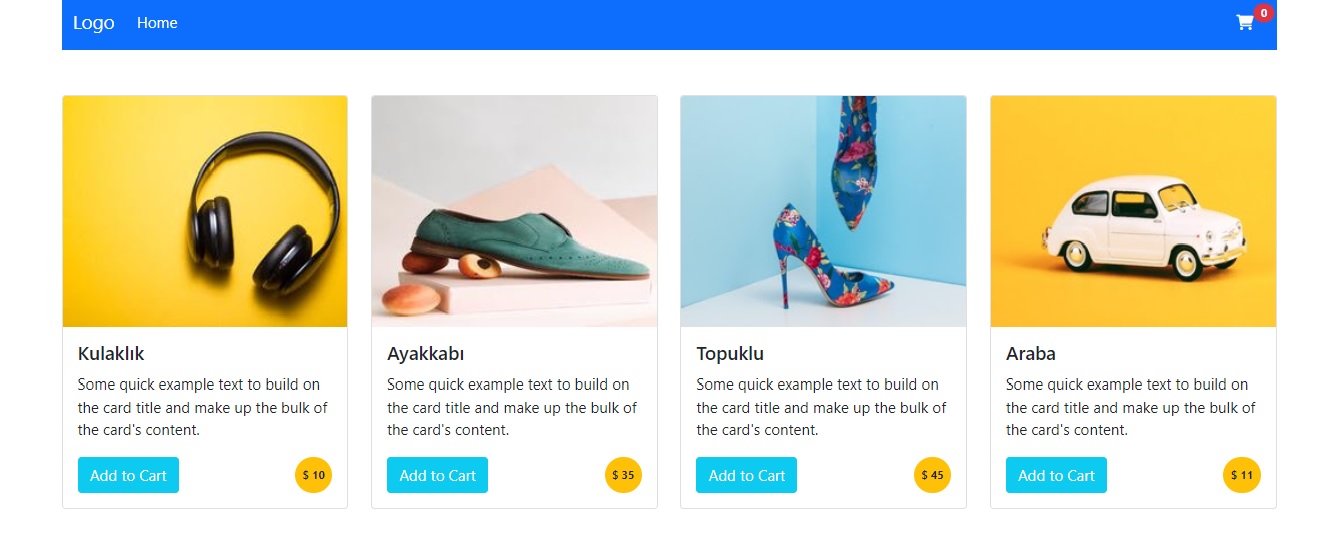 Logo Home 0
Kulaklık
Some quick example text to build on
the card title and make up the bulk of
the card's content.
Add to Cart $ 10
Ayakkabı
Some quick example text to build on
the card title and make up the bulk of
the card's content.
Add to Cart $ 35
Topuklu
Some quick example text to build on
the card title and make up the bulk of
the card's content.
Add to Cart $ 45
Araba
Some quick example text to build on
the card title and make up the bulk of
the card's content.
Add to Cart $ 11